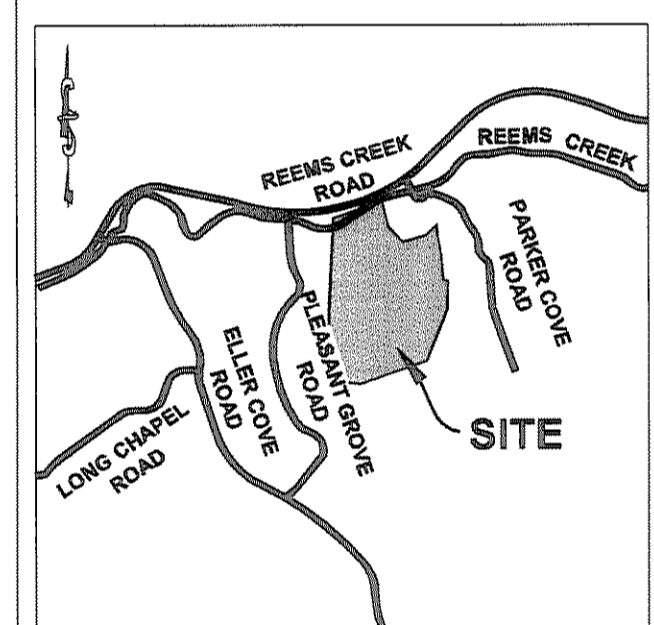 REEMS CREEK
ROAD
REEMS CREEK
PARKER COVE
ROAD
PLEASANT GROVE
ROAD
ELLER COVE
ROAD
LONG CHAPEL
ROAD
SITE